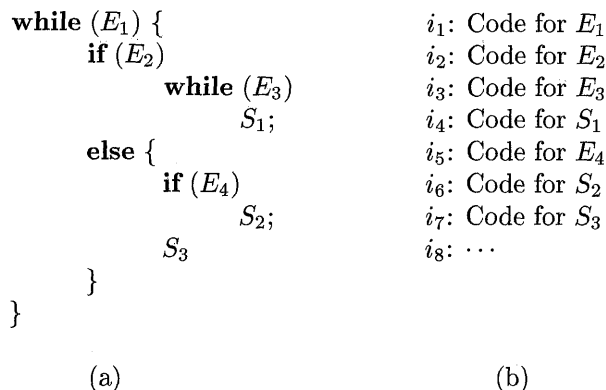 while (E₁) {
if (E₂)
while (E₃)
S₁;
else {
if (E₄)
S₂;
S₃
}
}
(a)
i₁: Code for E₁
i₂: Code for E₂
i₃: Code for E₃
i₄: Code for S₁
i₅: Code for E₄
i₆: Code for S₂
i₇: Code for S₃
i₈: ···
(b)